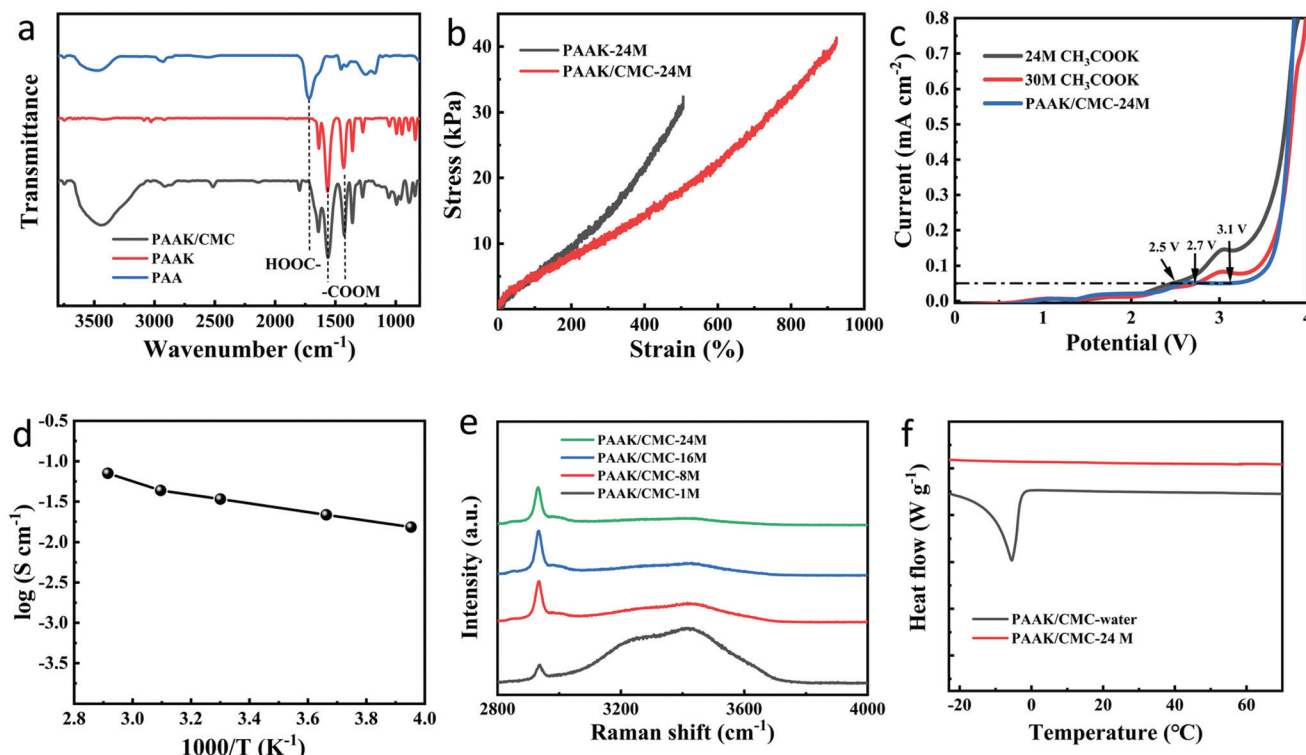 a
Transmittance
PAAK/CMC
PAAK
PAA
HOOC-
-COOM
3500 3000 2500 2000 1500 1000
Wavenumber (cm⁻¹)
b
Stress (kPa)
40
30
20
10
0
PAAK-24M
PAAK/CMC-24M
0 200 400 600 800 1000
Strain (%)
c
Current (mA cm⁻²)
0.8
0.7
0.6
0.5
0.4
0.3
0.2
0.1
0.0
24M CH₃COOK
30M CH₃COOK
PAAK/CMC-24M
2.5 V
2.7 V
3.1 V
0 1 2 3 4
Potential (V)
d
log (S cm⁻¹)
-0.5
-1.0
-1.5
-2.0
-2.5
-3.0
-3.5
2.8 3.0 3.2 3.4 3.6 3.8 4.0
1000/T (K⁻¹)
e
Intensity (a.u.)
PAAK/CMC-24M
PAAK/CMC-16M
PAAK/CMC-8M
PAAK/CMC-1M
2800 3200 3600 4000
Raman shift (cm⁻¹)
f
Heat flow (W g⁻¹)
PAAK/CMC-water
PAAK/CMC-24 M
-20 0 20 40 60
Temperature (℃)